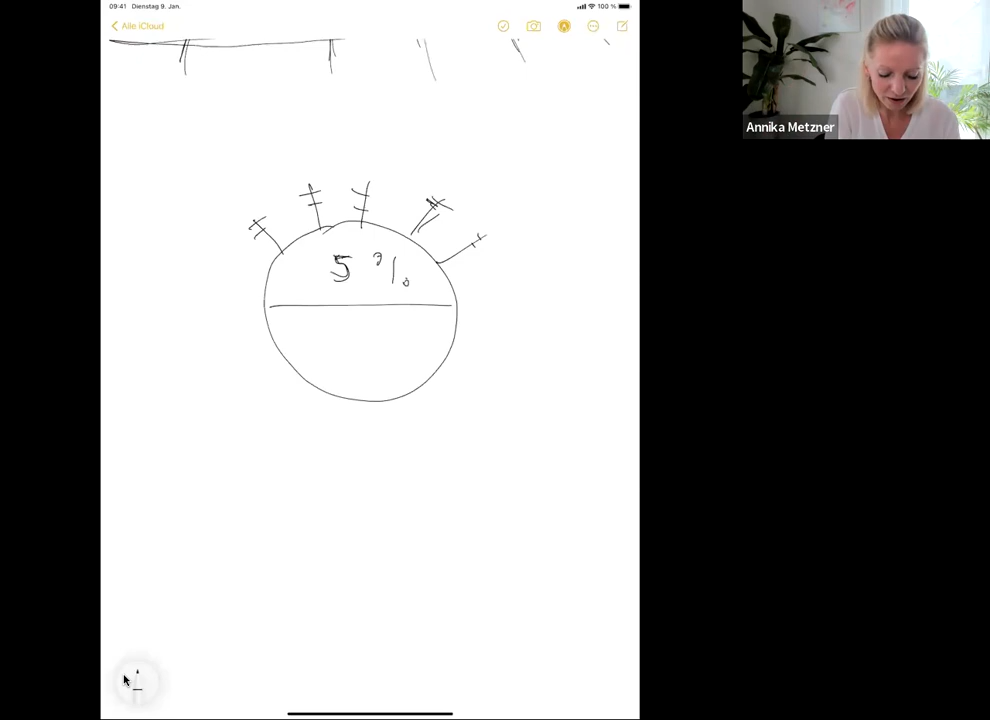 09:41 Dienstag 9. Jan.
100 %
Alle iCloud
Annika Metzner
5 %